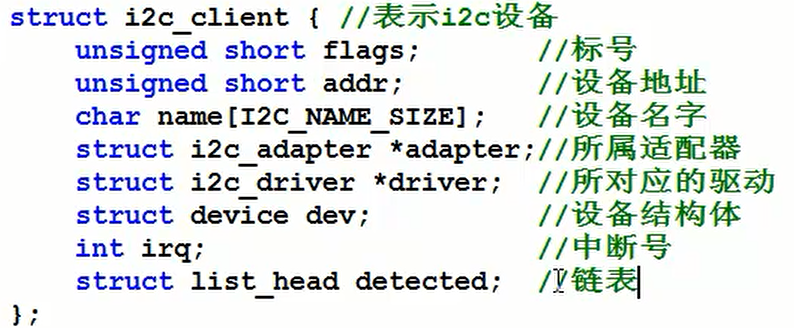 struct i2c_client { //表示i2c设备
    unsigned short flags;       //标号
    unsigned short addr;        //设备地址
    char name[I2C_NAME_SIZE];   //设备名字
    struct i2c_adapter *adapter;//所属适配器
    struct i2c_driver *driver;  //所对应的驱动
    struct device dev;          //设备结构体
    int irq;                    //中断号
    struct list_head detected;  //链表
};